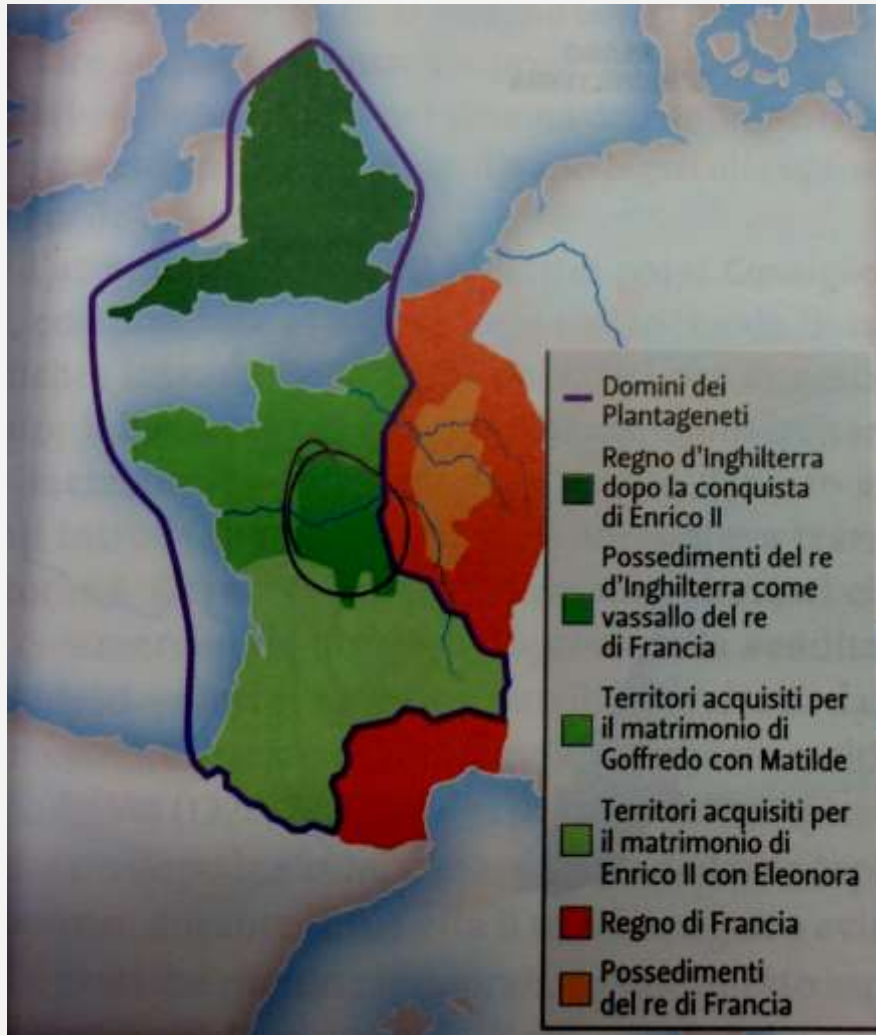 Domini dei
Plantageneti
Regno d'Inghilterra
dopo la conquista
di Enrico II
Possedimenti del re
d'Inghilterra come
vassallo del re
di Francia
Territori acquisiti per
il matrimonio di
Goffredo con Matilde
Territori acquisiti per
il matrimonio di
Enrico II con Eleonora
Regno di Francia
Possedimenti
del re di Francia